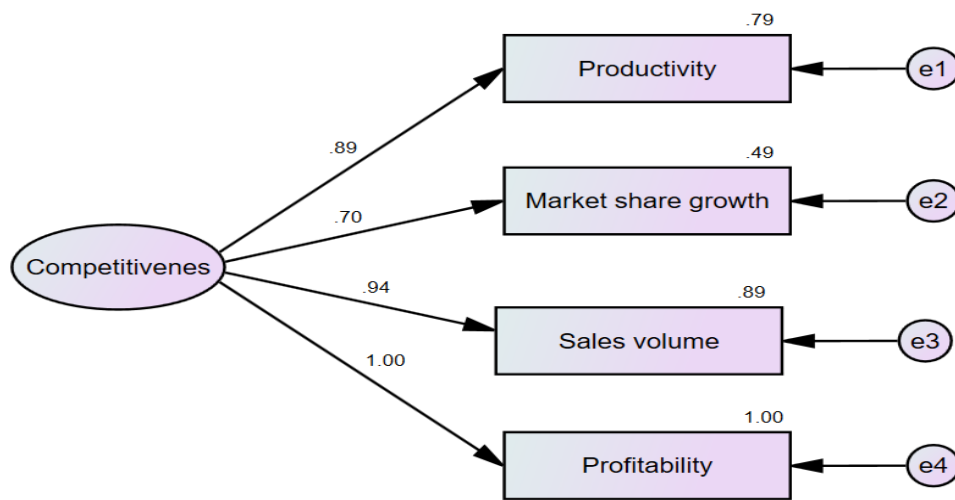 .79
Productivity
e1
.89
.49
Market share growth
e2
.70
Competitivenes
.94
.89
Sales volume
e3
1.00
1.00
Profitability
e4